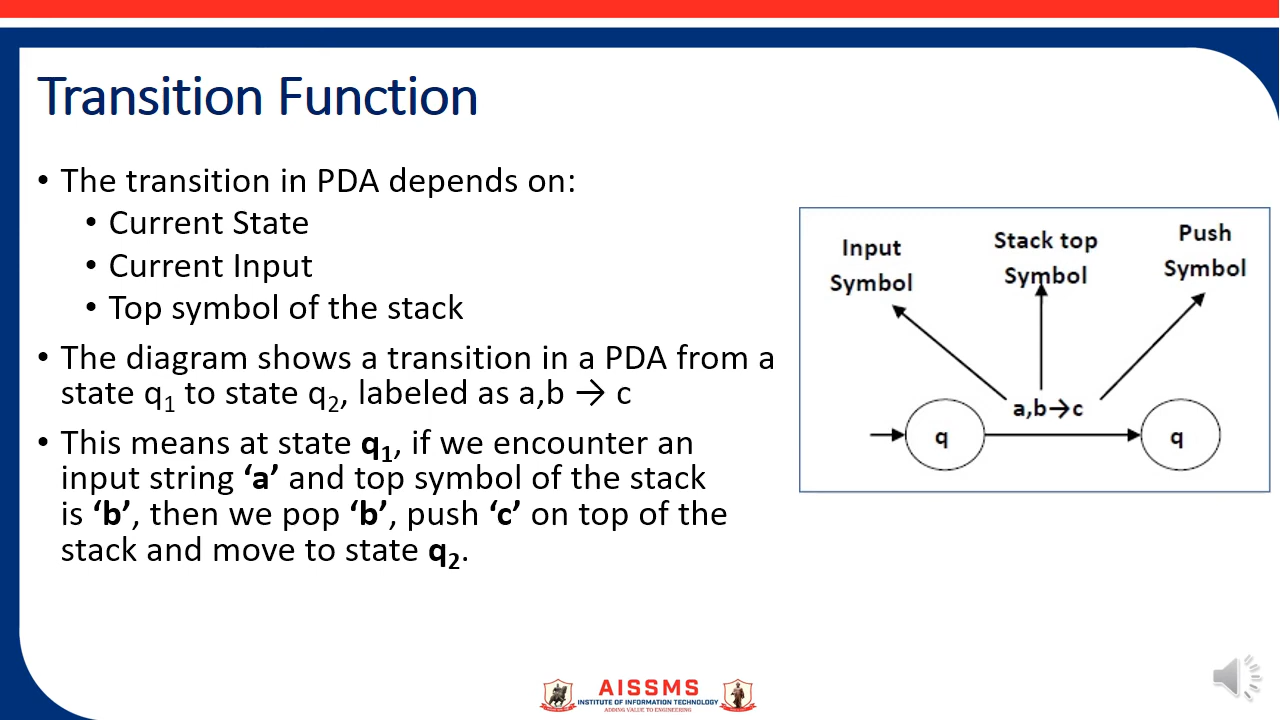 Transition Function
• The transition in PDA depends on:
• Current State
• Current Input
• Top symbol of the stack
• The diagram shows a transition in a PDA from a
state q₁ to state q₂, labeled as a,b → c
• This means at state q₁, if we encounter an
input string ‘a’ and top symbol of the stack
is ‘b’, then we pop ‘b’, push ‘c’ on top of the
stack and move to state q₂.
Input
Symbol
Stack top
Symbol
Push
Symbol
a,b→c
q
q
AISSMS
INSTITUTE OF INFORMATION TECHNOLOGY
ADDING VALUE TO ENGINEERING